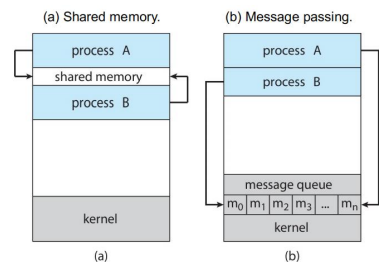 (a) Shared memory.
process A
shared memory
process B
kernel
(a)
(b) Message passing.
process A
process B
message queue
m0 m1 m2 m3 ... mn
kernel
(b)